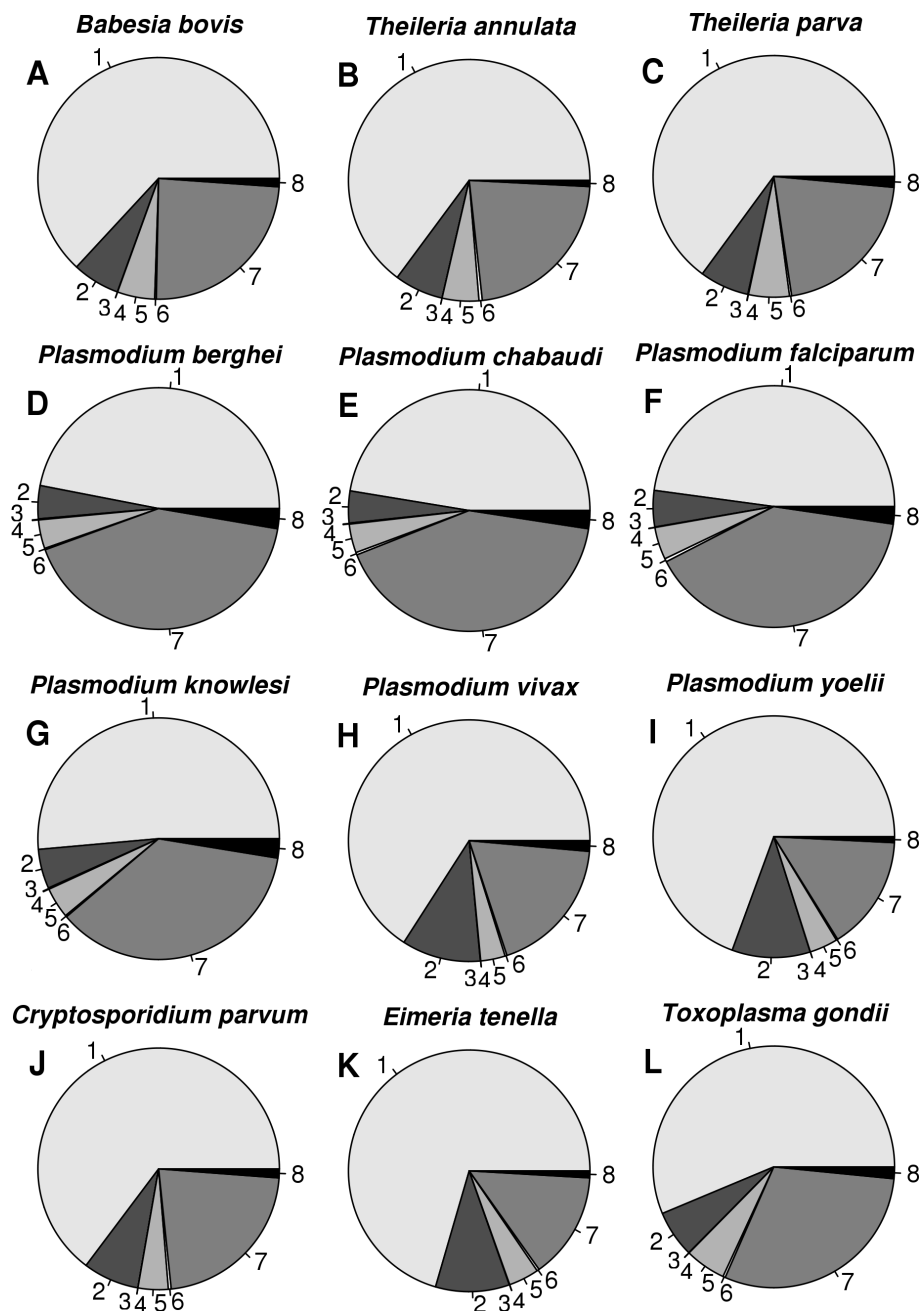 Babesia bovis Theileria annulata Theileria parva
A 1 2 3 4 5 6 7 8
B 1 2 3 4 5 6 7 8
C 1 2 3 4 5 6 7 8
Plasmodium berghei Plasmodium chabaudi Plasmodium falciparum
D 1 2 3 4 5 6 7 8
E 1 2 3 4 5 6 7 8
F 1 2 3 4 5 6 7 8
Plasmodium knowlesi Plasmodium vivax Plasmodium yoelii
G 1 2 3 4 5 6 7 8
H 1 2 3 4 5 6 7 8
I 1 2 3 4 5 6 7 8
Cryptosporidium parvum Eimeria tenella Toxoplasma gondii
J 1 2 3 4 5 6 7 8
K 1 2 3 4 5 6 7 8
L 1 2 3 4 5 6 7 8